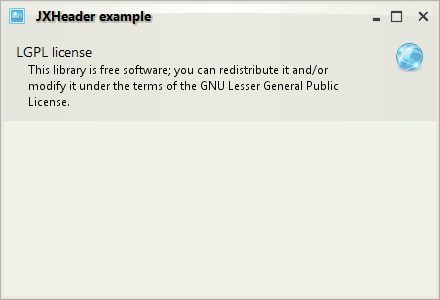 JXHeader example
LGPL license
This library is free software; you can redistribute it and/or
modify it under the terms of the GNU Lesser General Public
License.